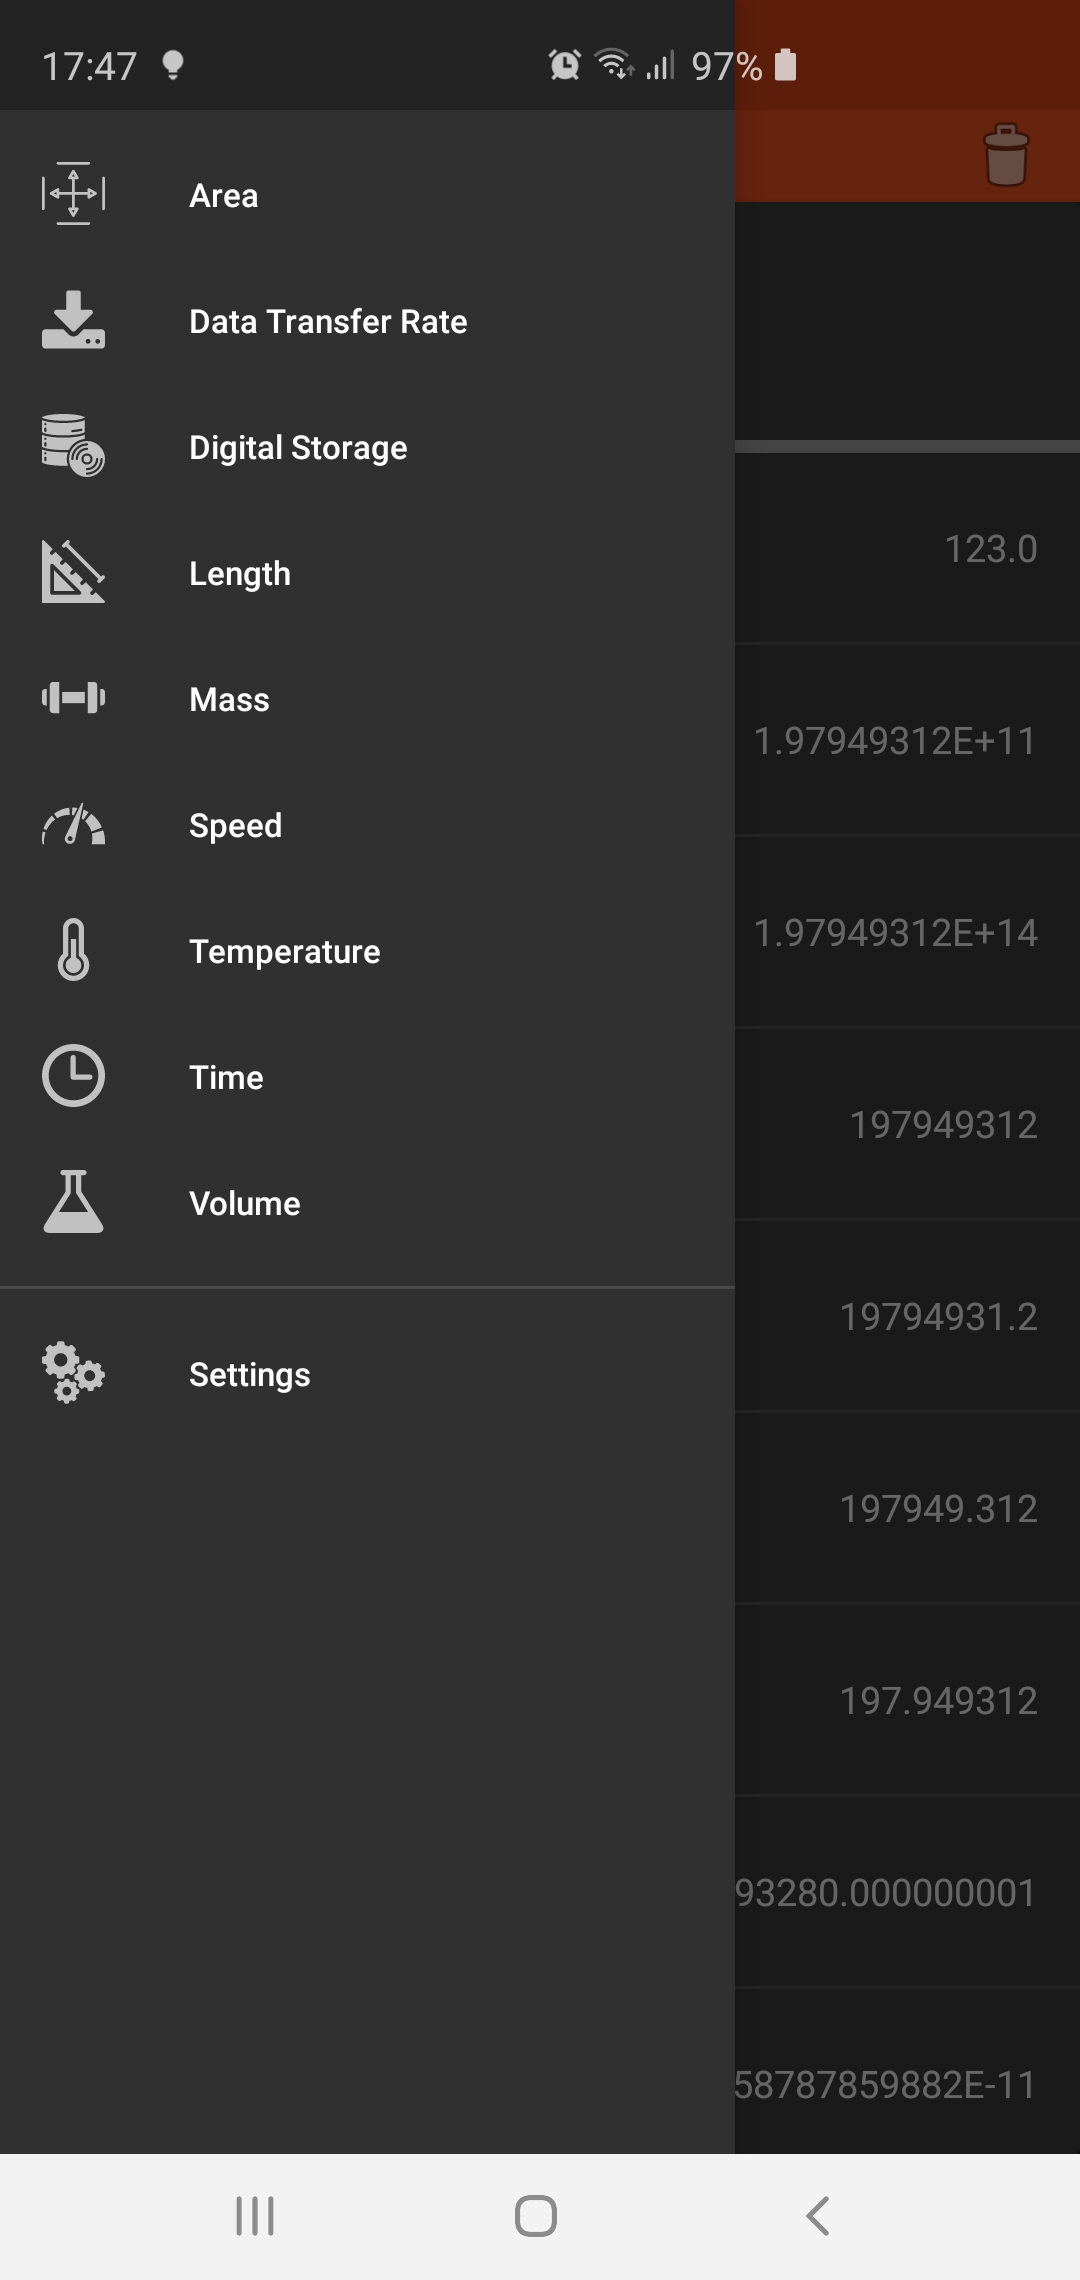 17:47 97%
Area
Data Transfer Rate
Digital Storage
123.0
Length
Mass
1.97949312E+11
Speed
1.97949312E+14
Temperature
Time
197949312
Volume
19794931.2
Settings
197949.312
197.949312
93280.000000001
58787859882E-11